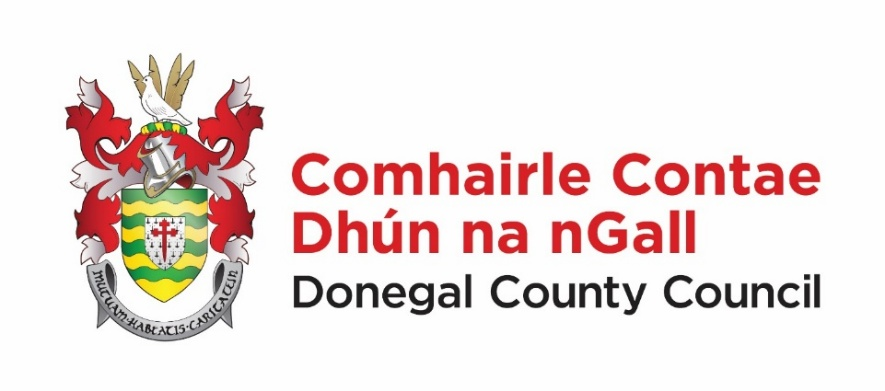 Comhairle Contae
Dhún na nGall
Donegal County Council
MUTUAM HABEATIS CARITATEM